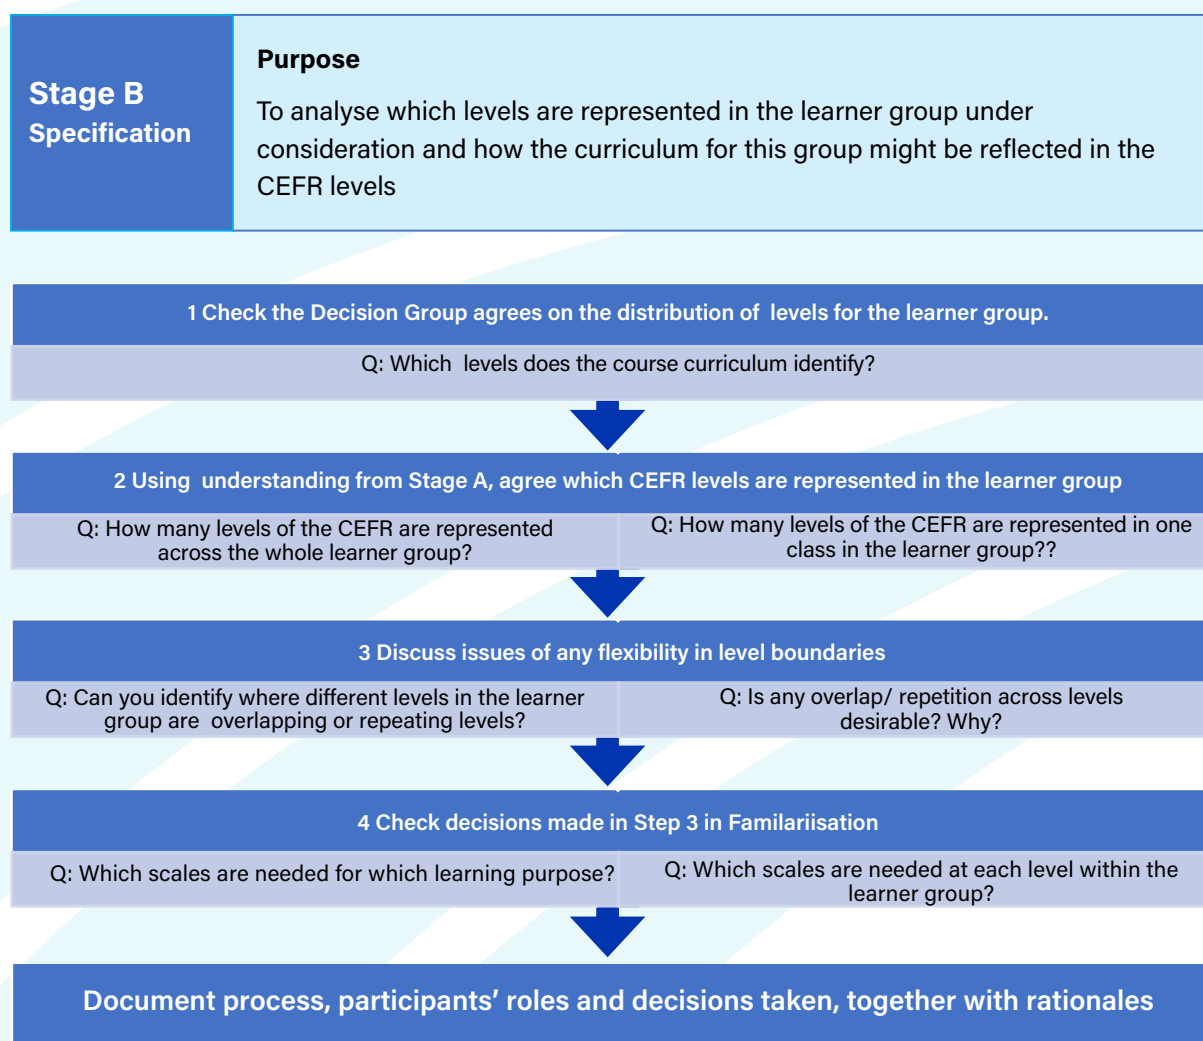 Stage B
Specification
Purpose
To analyse which levels are represented in the learner group under
consideration and how the curriculum for this group might be reflected in the
CEFR levels
1 Check the Decision Group agrees on the distribution of levels for the learner group.
Q: Which levels does the course curriculum identify?
2 Using understanding from Stage A, agree which CEFR levels are represented in the learner group
Q: How many levels of the CEFR are represented
across the whole learner group?
Q: How many levels of the CEFR are represented in one
class in the learner group??
3 Discuss issues of any flexibility in level boundaries
Q: Can you identify where different levels in the learner
group are overlapping or repeating levels?
Q: Is any overlap/ repetition across levels
desirable? Why?
4 Check decisions made in Step 3 in Familariisation
Q: Which scales are needed for which learning purpose?
Q: Which scales are needed at each level within the
learner group?
Document process, participants’ roles and decisions taken, together with rationales